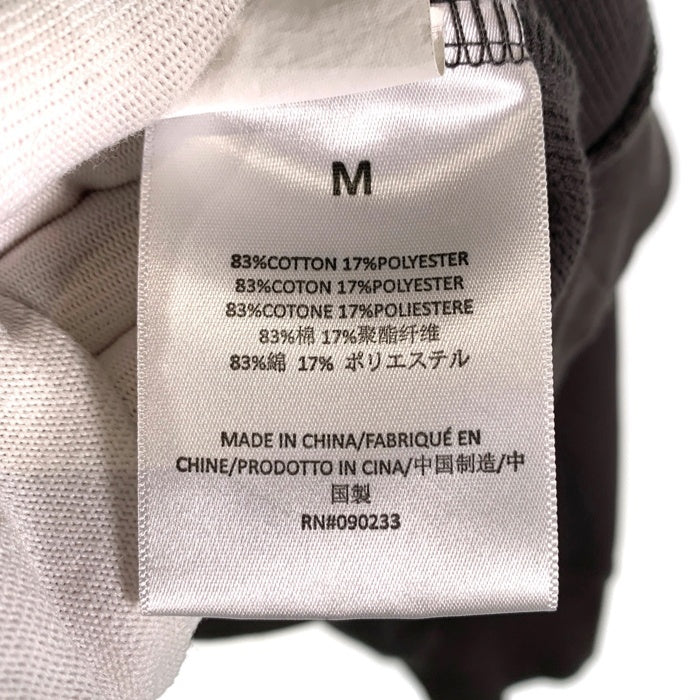 M
83%COTTON 17%POLYESTER
83%COTON 17%POLYESTER
83%COTONE 17%POLIESTERE
83%棉 17%聚酯纤维
83%綿 17% ポリエステル
MADE IN CHINA/FABRIQUÉ EN
CHINE/PRODOTTO IN CINA/中国制造/中
国製
RN#090233